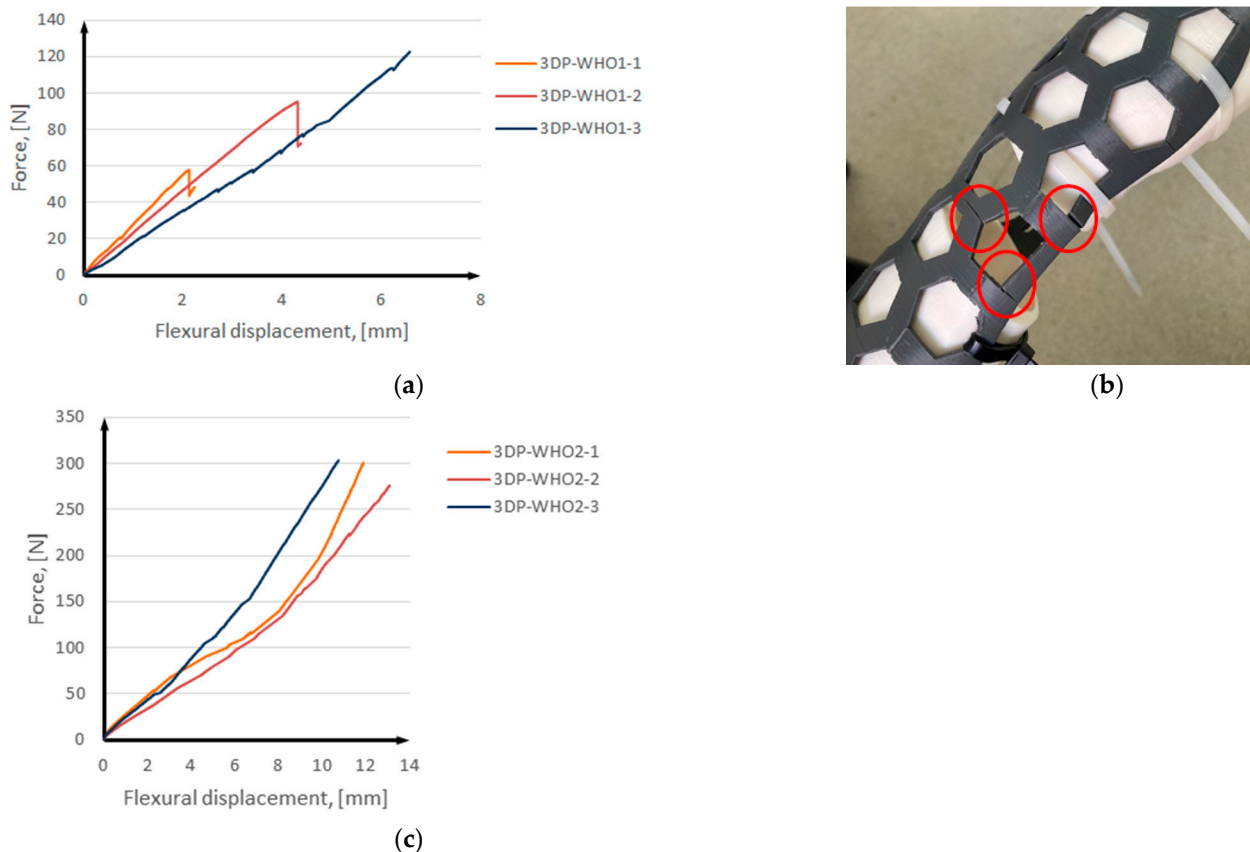 140
120
100
80
60
40
20
0
Force, [N]
0 2 4 6 8
Flexural displacement, [mm]
3DP-WHO1-1
3DP-WHO1-2
3DP-WHO1-3
(a)
(b)
350
300
250
200
150
100
50
0
Force, [N]
0 2 4 6 8 10 12 14
Flexural displacement, [mm]
3DP-WHO2-1
3DP-WHO2-2
3DP-WHO2-3
(c)